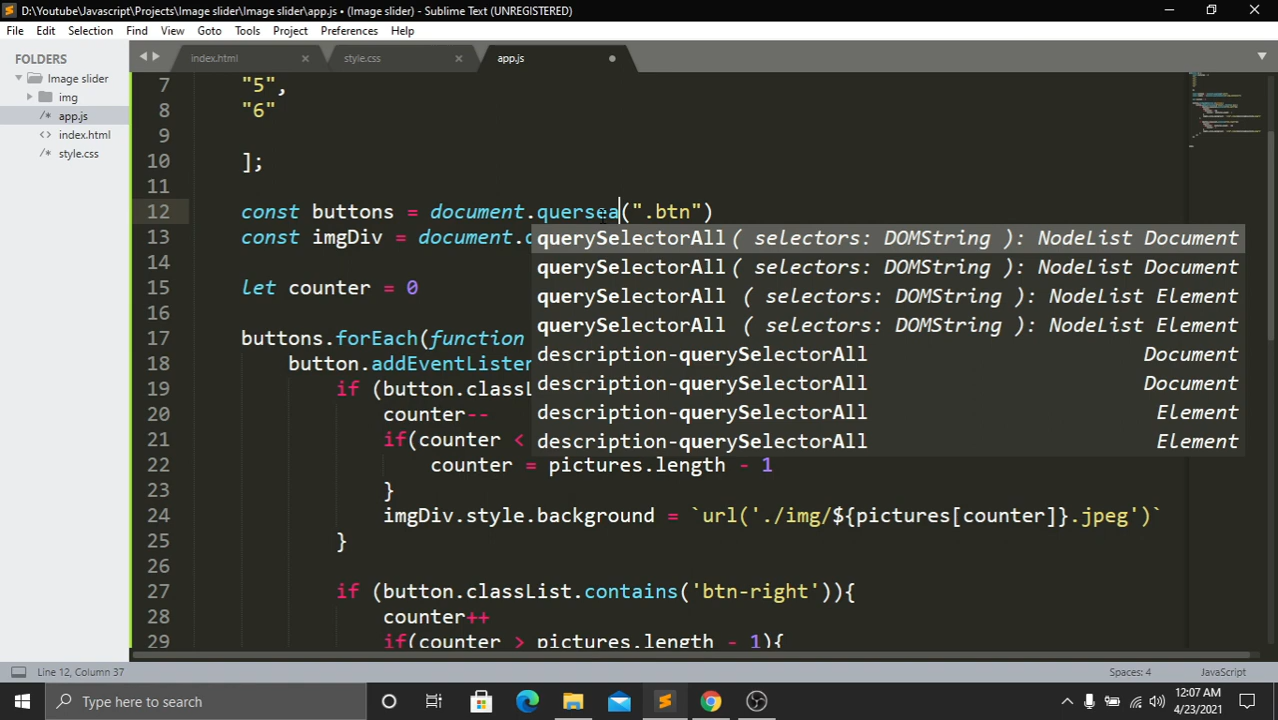 D:\Youtube\Javascript\Projects\Image slider\Image slider\app.js • (Image slider) - Sublime Text (UNREGISTERED)
File Edit Selection Find View Goto Tools Project Preferences Help
FOLDERS
Image slider
img
/* app.js
<> index.html
/* style.css
index.html
style.css
app.js
7 "5",
8 "6"
9
10 ];
11
12 const buttons = document.quersea(".btn")
13 const imgDiv = document.
14
15 let counter = 0
16
17 buttons.forEach(function
18 button.addEventListener
19 if (button.classL
20 counter--
21 if(counter <
22 counter = pictures.length - 1
23 }
24 imgDiv.style.background = `url('./img/${pictures[counter]}.jpeg')`
25 }
26
27 if (button.classList.contains('btn-right')){
28 counter++
29 if(counter > pictures.length - 1){
querySelectorAll( selectors: DOMString ): NodeList Document
querySelectorAll( selectors: DOMString ): NodeList Document
querySelectorAll ( selectors: DOMString ): NodeList Element
querySelectorAll ( selectors: DOMString ): NodeList Element
description-querySelectorAll Document
description-querySelectorAll Document
description-querySelectorAll Element
description-querySelectorAll Element
Line 12, Column 37
Spaces: 4
JavaScript
Type here to search
12:07 AM
4/23/2021